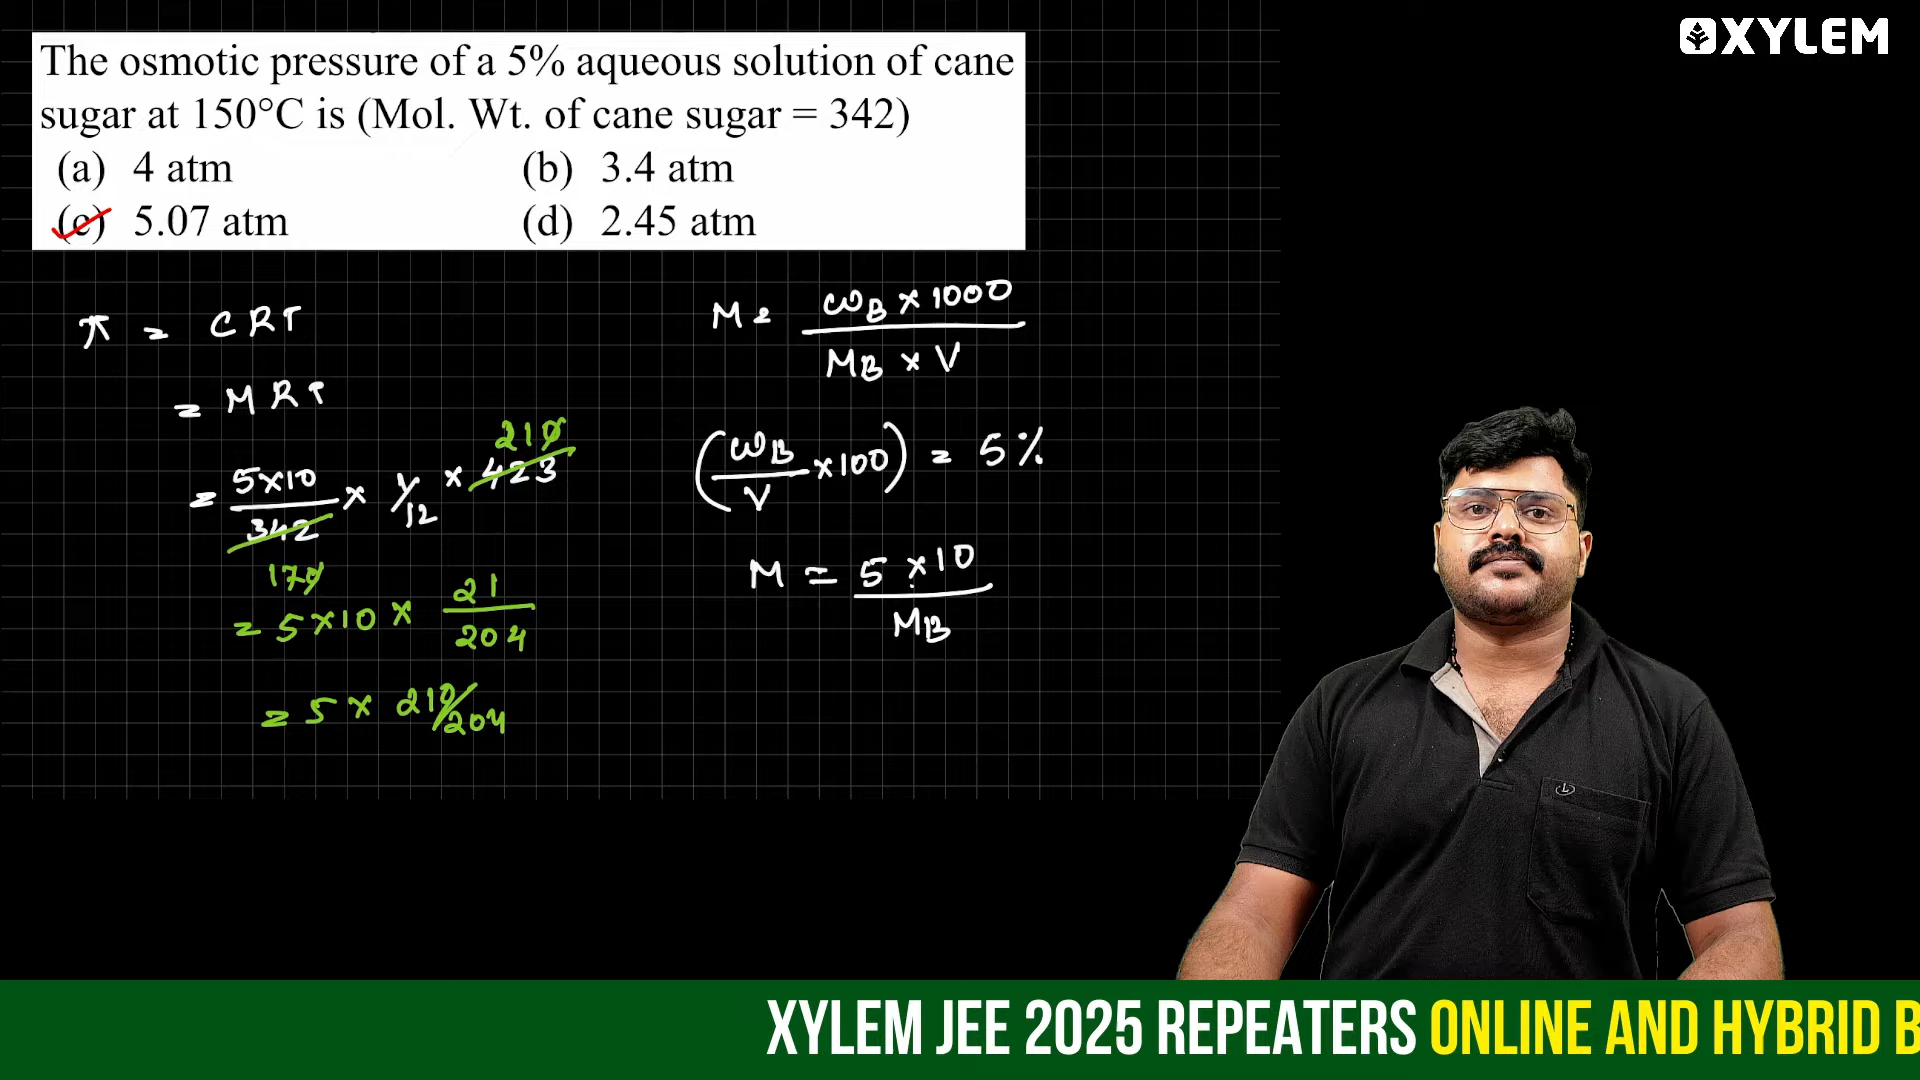 XYLEM
The osmotic pressure of a 5% aqueous solution of cane
sugar at 150°C is (Mol. Wt. of cane sugar = 342)
(a) 4 atm (b) 3.4 atm
(c) 5.07 atm (d) 2.45 atm
π = CRT
= MRT
= 5×10/342 × 1/12 × 423
210
170
= 5×10 × 21/204
= 5 × 210/204
M = ωB × 1000 / MB × V
(ωB/V × 100) = 5%
M = 5 × 10 / MB
XYLEM JEE 2025 REPEATERS ONLINE AND HYBRID B